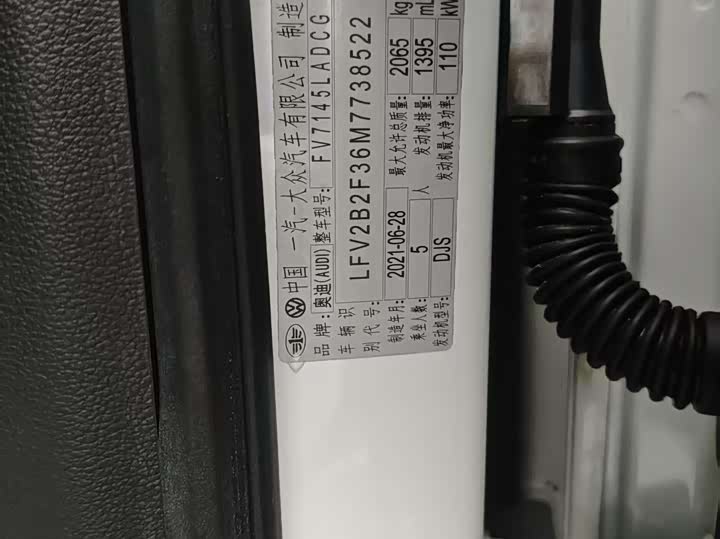 中国 一汽-大众汽车有限公司 制造
品牌: 奥迪(AUDI) 整车型号: FV7145LADCG
车辆识别代号: LFV2B2F36M7738522
制造年月: 2021-06-28 最大允许总质量: 2065 kg
乘坐人数: 5 人 发动机排量: 1395 mL
发动机型号: DJS 发动机最大净功率: 110 kW